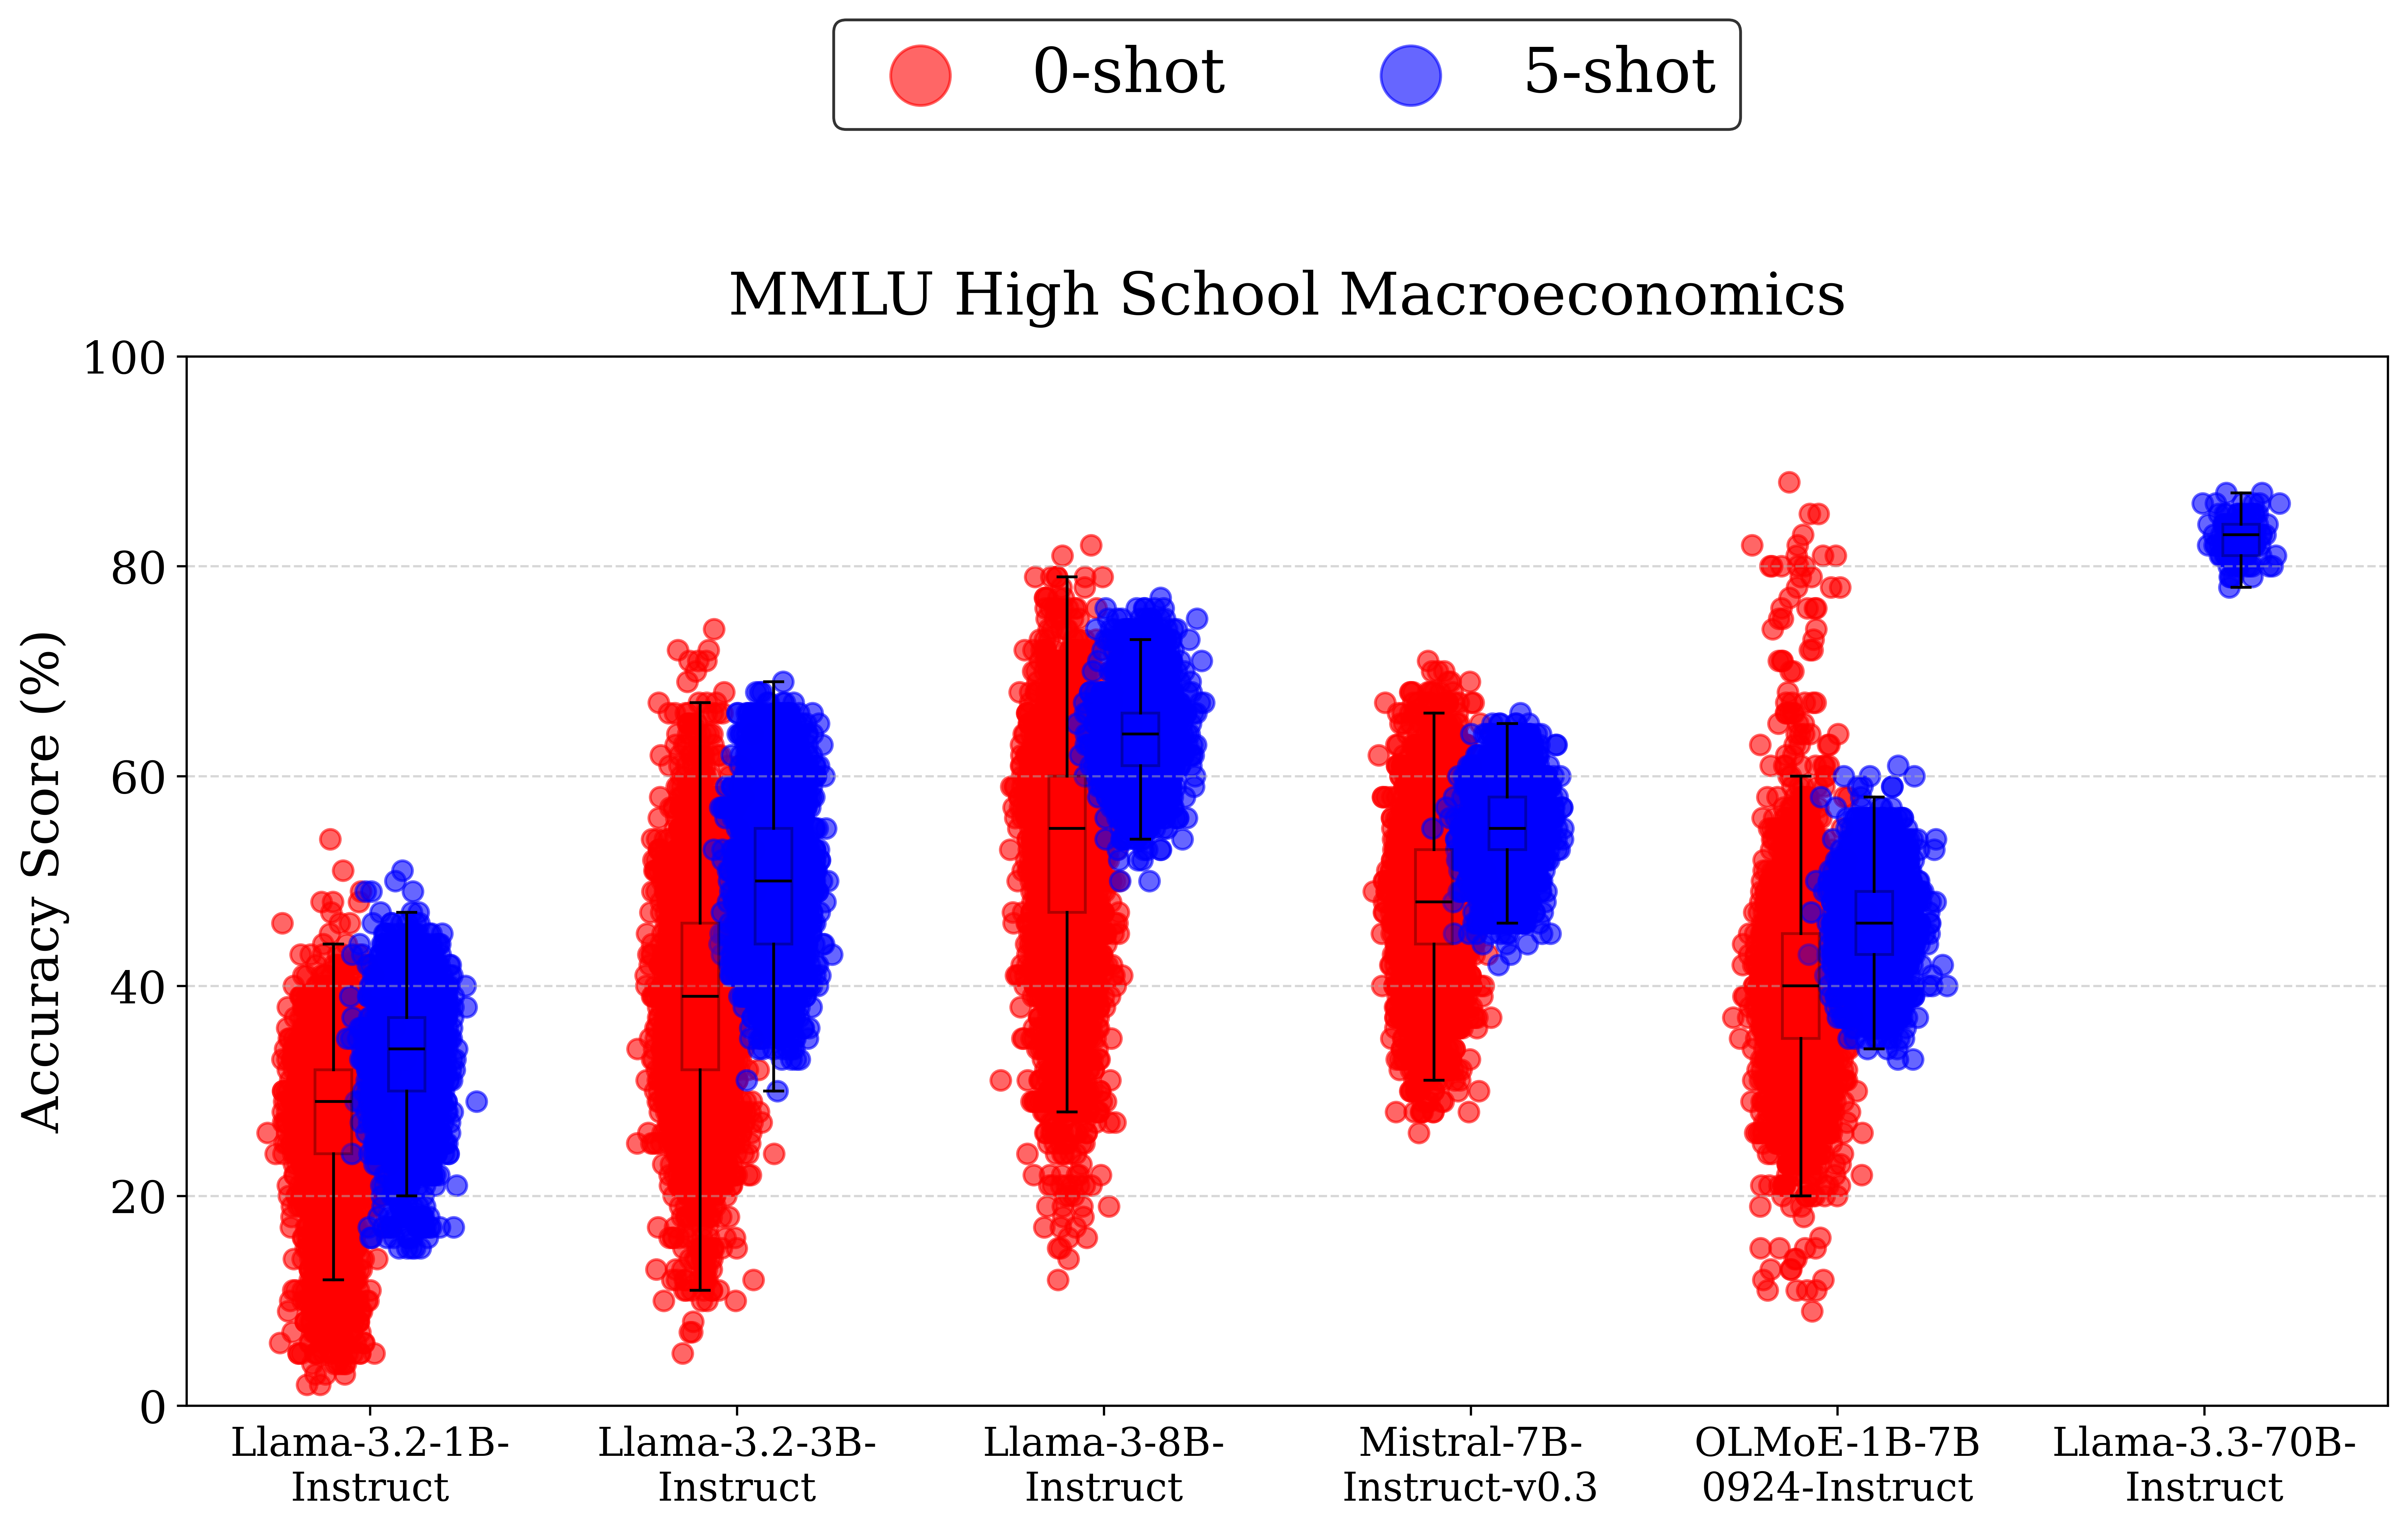 0-shot
5-shot
MMLU High School Macroeconomics
Accuracy Score (%)
100
80
60
40
20
0
Llama-3.2-1B-
Instruct
Llama-3.2-3B-
Instruct
Llama-3-8B-
Instruct
Mistral-7B-
Instruct-v0.3
OLMoE-1B-7B
0924-Instruct
Llama-3.3-70B-
Instruct